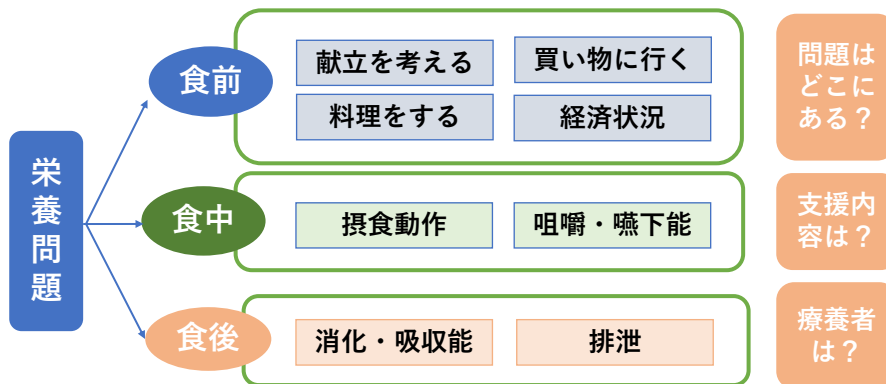 栄養問題
食前
献立を考える
買い物に行く
料理をする
経済状況
食中
摂食動作
咀嚼・嚥下能
食後
消化・吸収能
排泄
問題は
どこに
ある？
支援内
容は？
療養者
は？